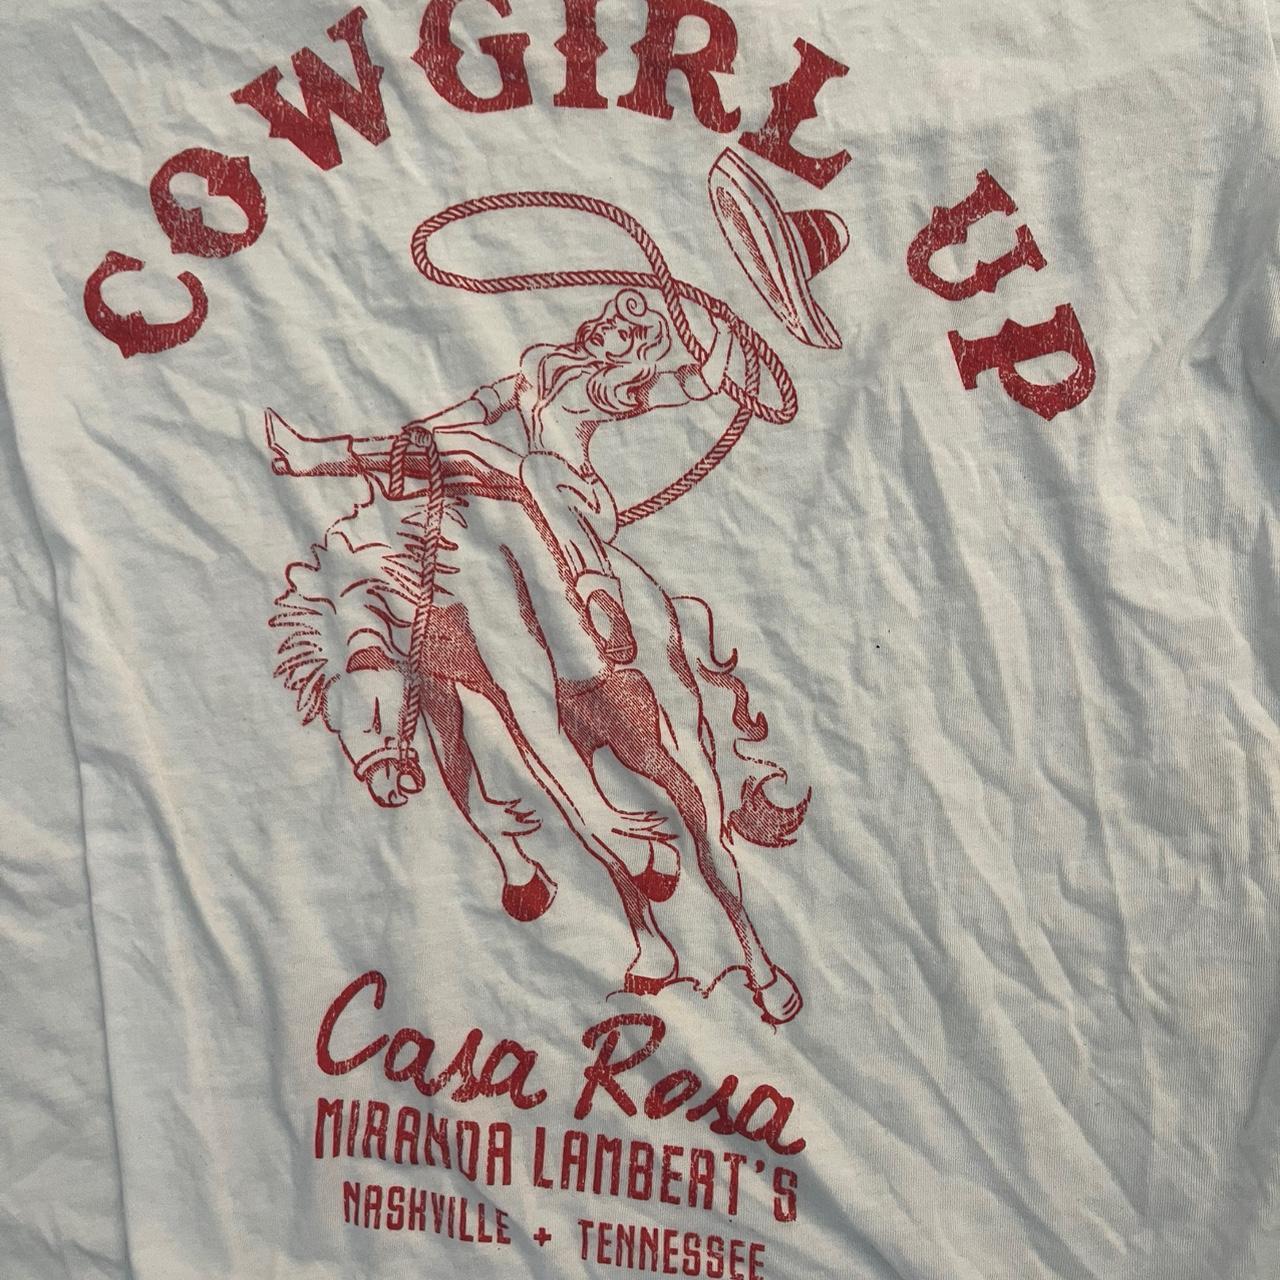 COWGIRL UP
Casa Rosa
MIRANDA LAMBERT'S
NASHVILLE + TENNESSEE